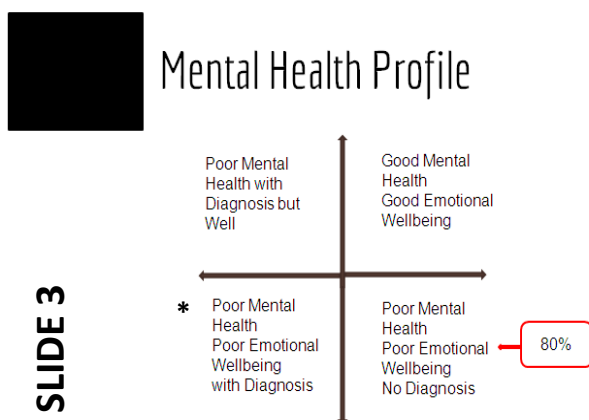 Mental Health Profile
Poor Mental
Health with
Diagnosis but
Well
Good Mental
Health
Good Emotional
Wellbeing
SLIDE 3
*
Poor Mental
Health
Poor Emotional
Wellbeing
with Diagnosis
Poor Mental
Health
Poor Emotional
Wellbeing
No Diagnosis
80%